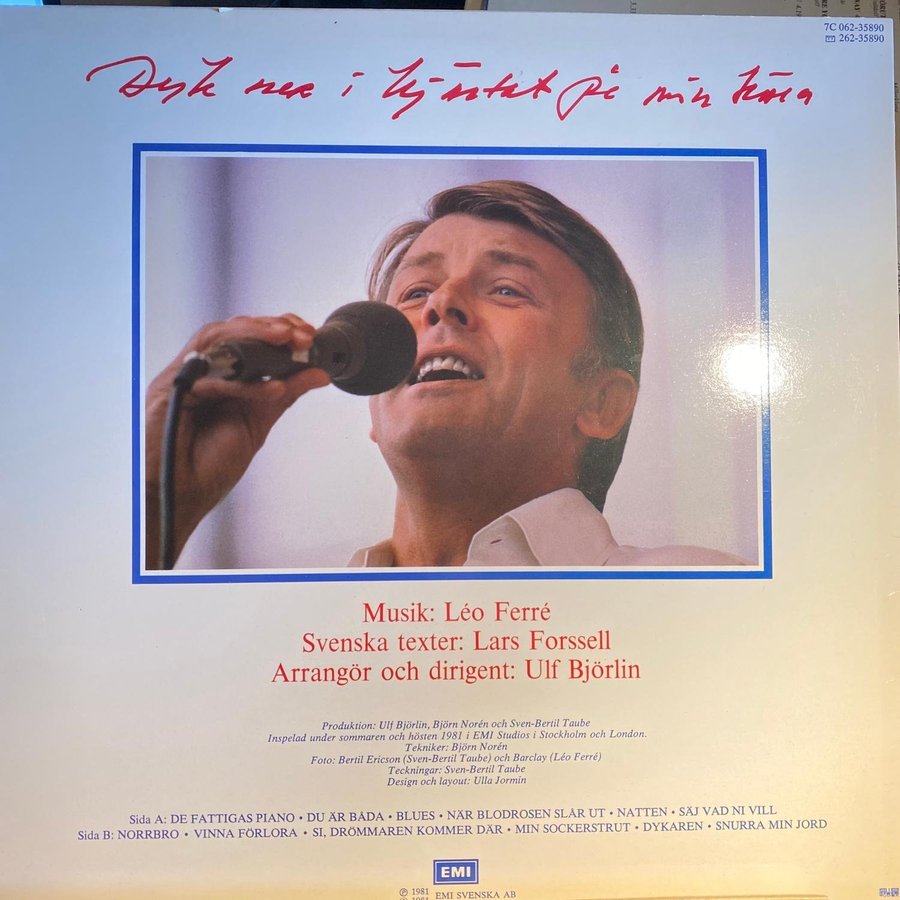 7C 062-35890
262-35890
Dyk ner i hjärtat på min kära
Musik: Léo Ferré
Svenska texter: Lars Forssell
Arrangör och dirigent: Ulf Björlin
Produktion: Ulf Björlin, Björn Norén och Sven-Bertil Taube
Inspelad under sommaren och hösten 1981 i EMI Studios i Stockholm och London.
Tekniker: Björn Norén
Foto: Bertil Ericson (Sven-Bertil Taube) och Barclay (Léo Ferré)
Teckningar: Sven-Bertil Taube
Design och layout: Ulla Jormin
Sida A: DE FATTIGAS PIANO • DU ÄR BÅDA • BLUES • NÄR BLODROSEN SLÅR UT • NATTEN • SÄJ VAD NI VILL
Sida B: NORRBRO • VINNA FÖRLORA • SI, DRÖMMAREN KOMMER DÄR • MIN SOCKERSTRUT • DYKAREN • SNURRA MIN JORD
EMI
℗ 1981 EMI SVENSKA AB